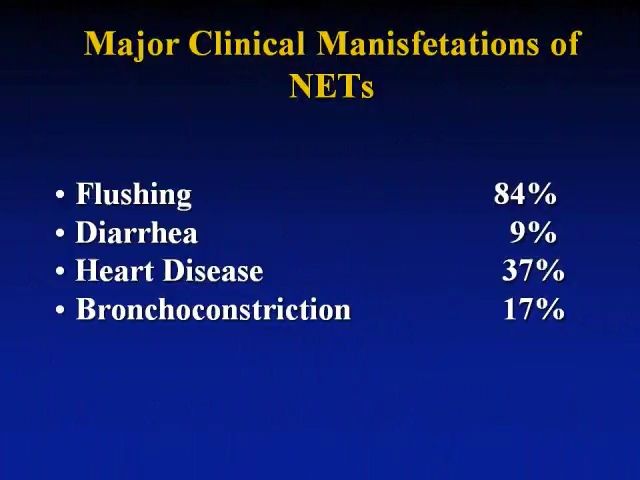 Major Clinical Manisfetations of
NETs
• Flushing 84%
• Diarrhea 9%
• Heart Disease 37%
• Bronchoconstriction 17%